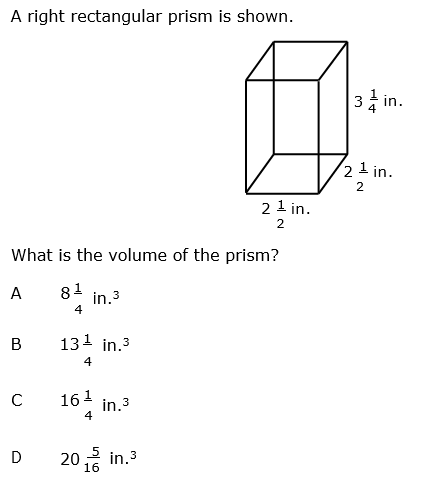 A right rectangular prism is shown.
3 1/4 in.
2 1/2 in.
2 1/2 in.
What is the volume of the prism?
A 8 1/4 in.³
B 13 1/4 in.³
C 16 1/4 in.³
D 20 5/16 in.³